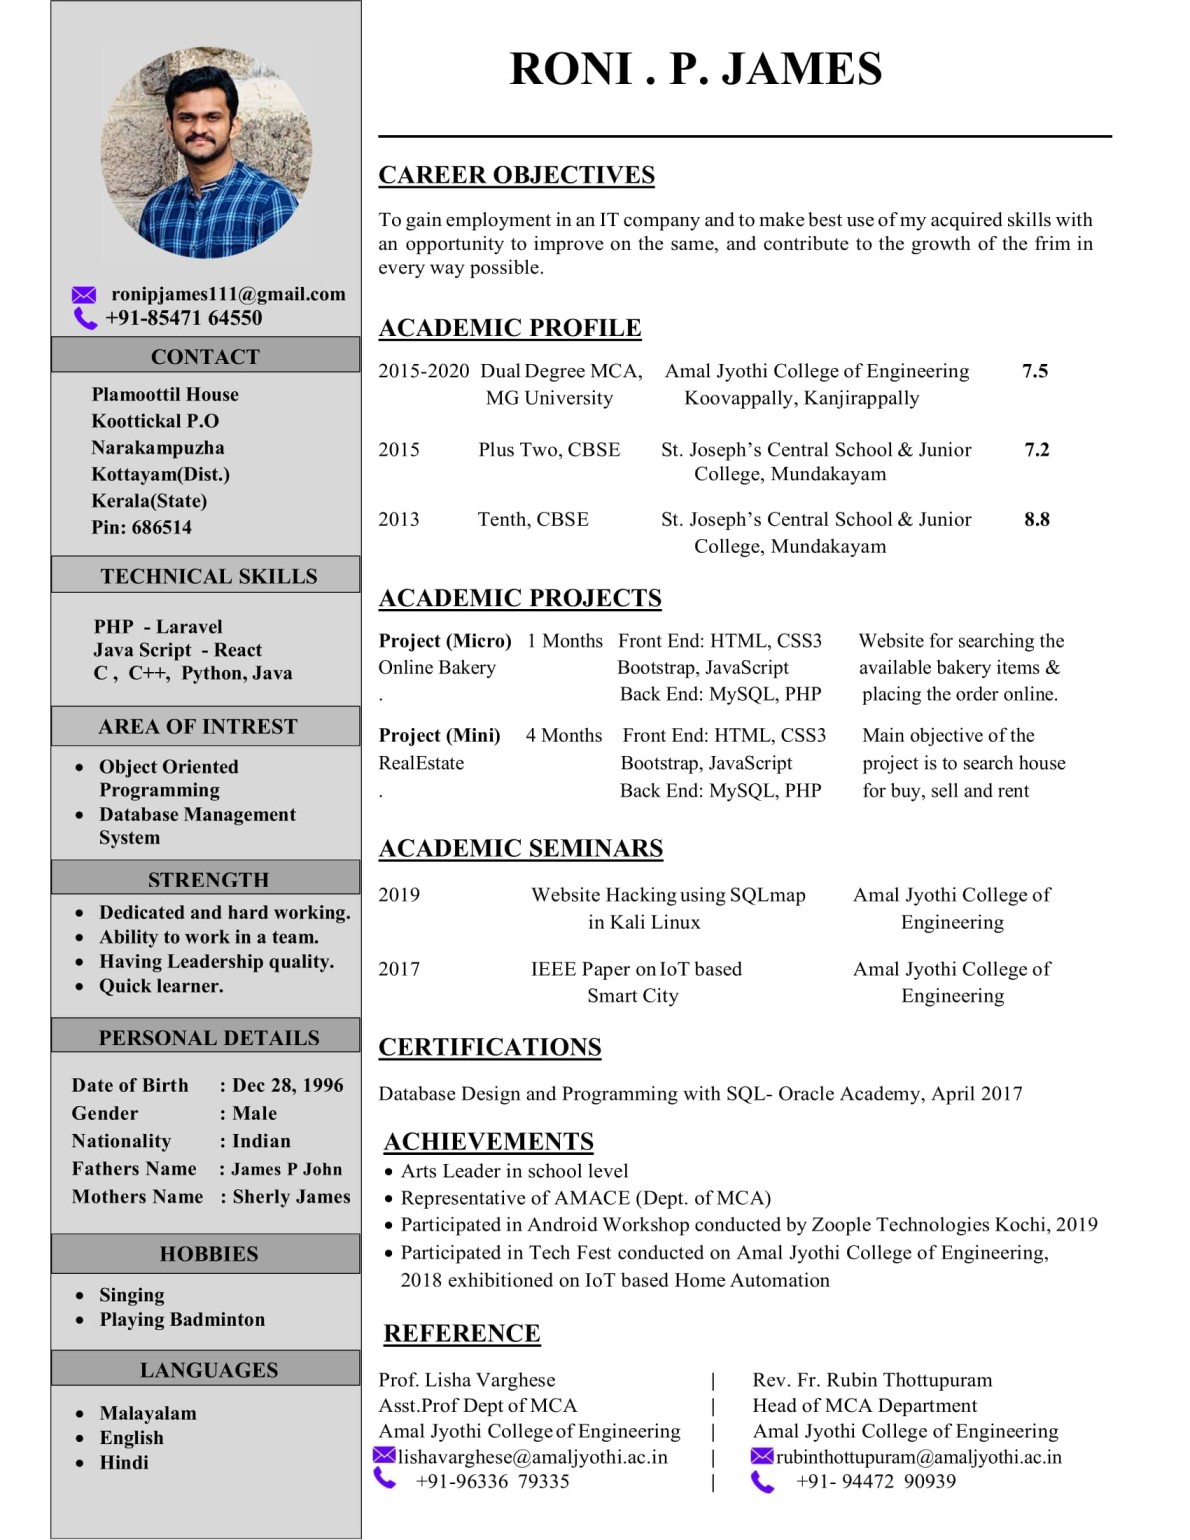 RONI . P. JAMES
ronipjames111@gmail.com
+91-85471 64550
CONTACT
Plamoottil House
Koottickal P.O
Narakampuzha
Kottayam(Dist.)
Kerala(State)
Pin: 686514
TECHNICAL SKILLS
PHP - Laravel
Java Script - React
C , C++, Python, Java
AREA OF INTREST
• Object Oriented
Programming
• Database Management
System
STRENGTH
• Dedicated and hard working.
• Ability to work in a team.
• Having Leadership quality.
• Quick learner.
PERSONAL DETAILS
Date of Birth : Dec 28, 1996
Gender : Male
Nationality : Indian
Fathers Name : James P John
Mothers Name : Sherly James
HOBBIES
• Singing
• Playing Badminton
LANGUAGES
• Malayalam
• English
• Hindi
CAREER OBJECTIVES
To gain employment in an IT company and to make best use of my acquired skills with
an opportunity to improve on the same, and contribute to the growth of the frim in
every way possible.
ACADEMIC PROFILE
2015-2020 Dual Degree MCA, Amal Jyothi College of Engineering 7.5
MG University Koovappally, Kanjirappally
2015 Plus Two, CBSE St. Joseph’s Central School & Junior 7.2
College, Mundakayam
2013 Tenth, CBSE St. Joseph’s Central School & Junior 8.8
College, Mundakayam
ACADEMIC PROJECTS
Project (Micro) 1 Months Front End: HTML, CSS3 Website for searching the
Online Bakery Bootstrap, JavaScript available bakery items &
. Back End: MySQL, PHP placing the order online.
Project (Mini) 4 Months Front End: HTML, CSS3 Main objective of the
RealEstate Bootstrap, JavaScript project is to search house
. Back End: MySQL, PHP for buy, sell and rent
ACADEMIC SEMINARS
2019 Website Hacking using SQLmap Amal Jyothi College of
in Kali Linux Engineering
2017 IEEE Paper on IoT based Amal Jyothi College of
Smart City Engineering
CERTIFICATIONS
Database Design and Programming with SQL- Oracle Academy, April 2017
ACHIEVEMENTS
• Arts Leader in school level
• Representative of AMACE (Dept. of MCA)
• Participated in Android Workshop conducted by Zoople Technologies Kochi, 2019
• Participated in Tech Fest conducted on Amal Jyothi College of Engineering,
2018 exhibitioned on IoT based Home Automation
REFERENCE
Prof. Lisha Varghese | Rev. Fr. Rubin Thottupuram
Asst.Prof Dept of MCA | Head of MCA Department
Amal Jyothi College of Engineering | Amal Jyothi College of Engineering
lishavarghese@amaljyothi.ac.in | rubinthottupuram@amaljyothi.ac.in
+91-96336 79335 | +91- 94472 90939